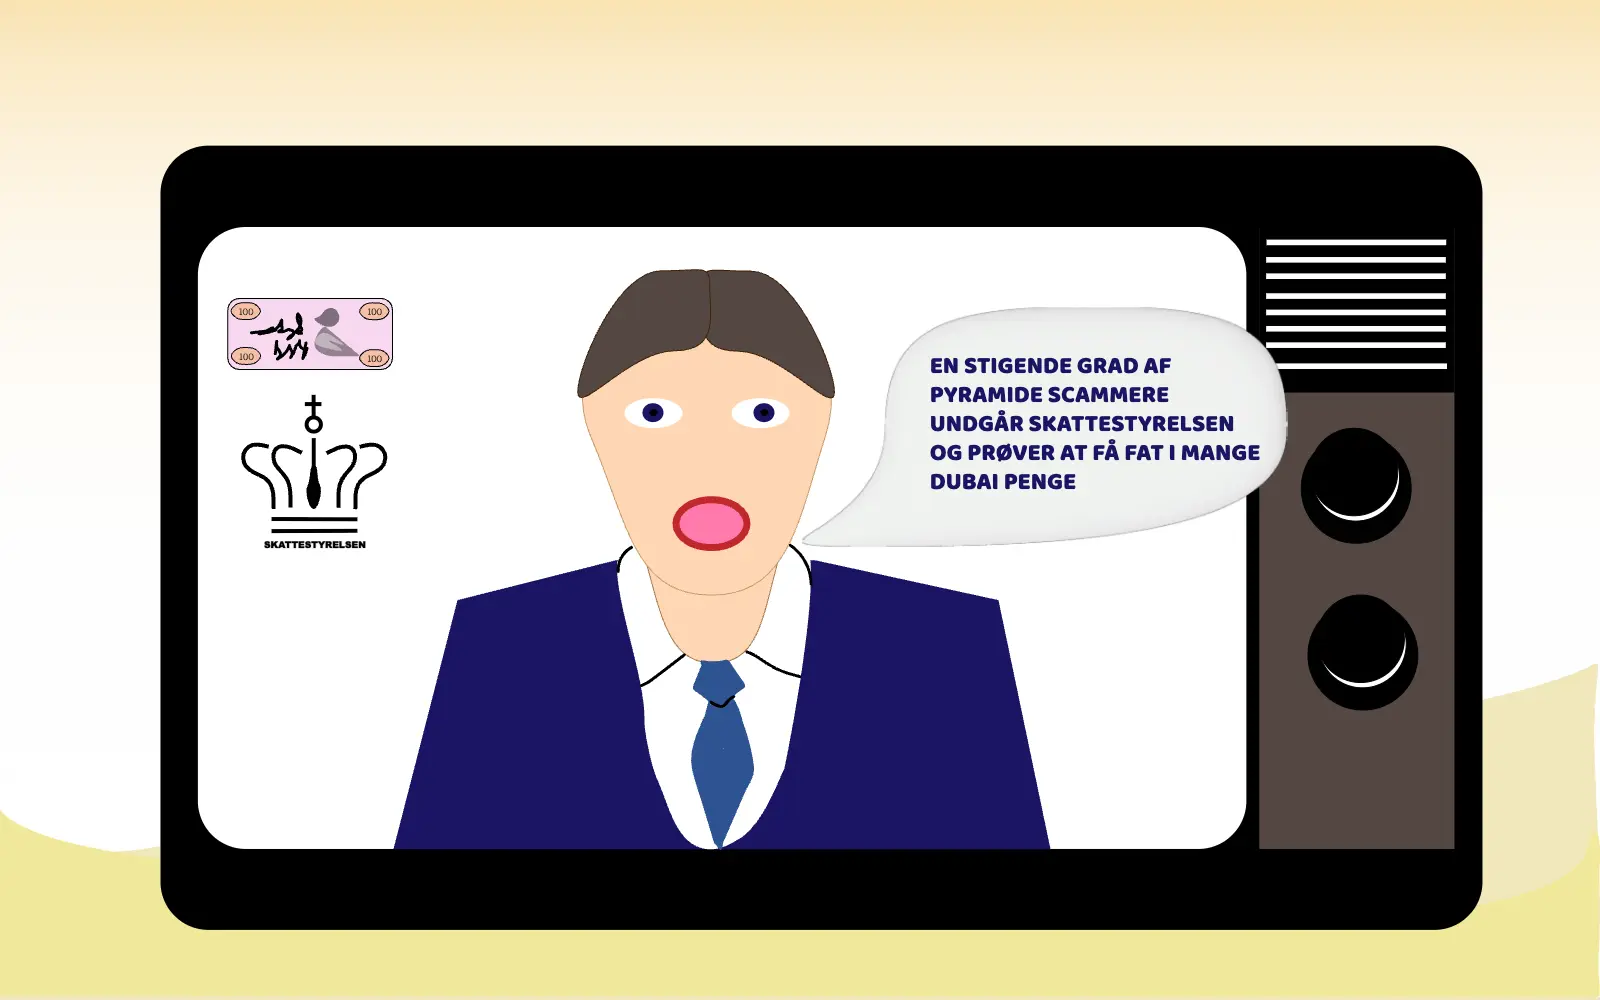 100 100
100 100
SKATTESTYRELSEN
EN STIGENDE GRAD AF
PYRAMIDE SCAMMERE
UNDGÅR SKATTESTYRELSEN
OG PRØVER AT FÅ FAT I MANGE
DUBAI PENGE